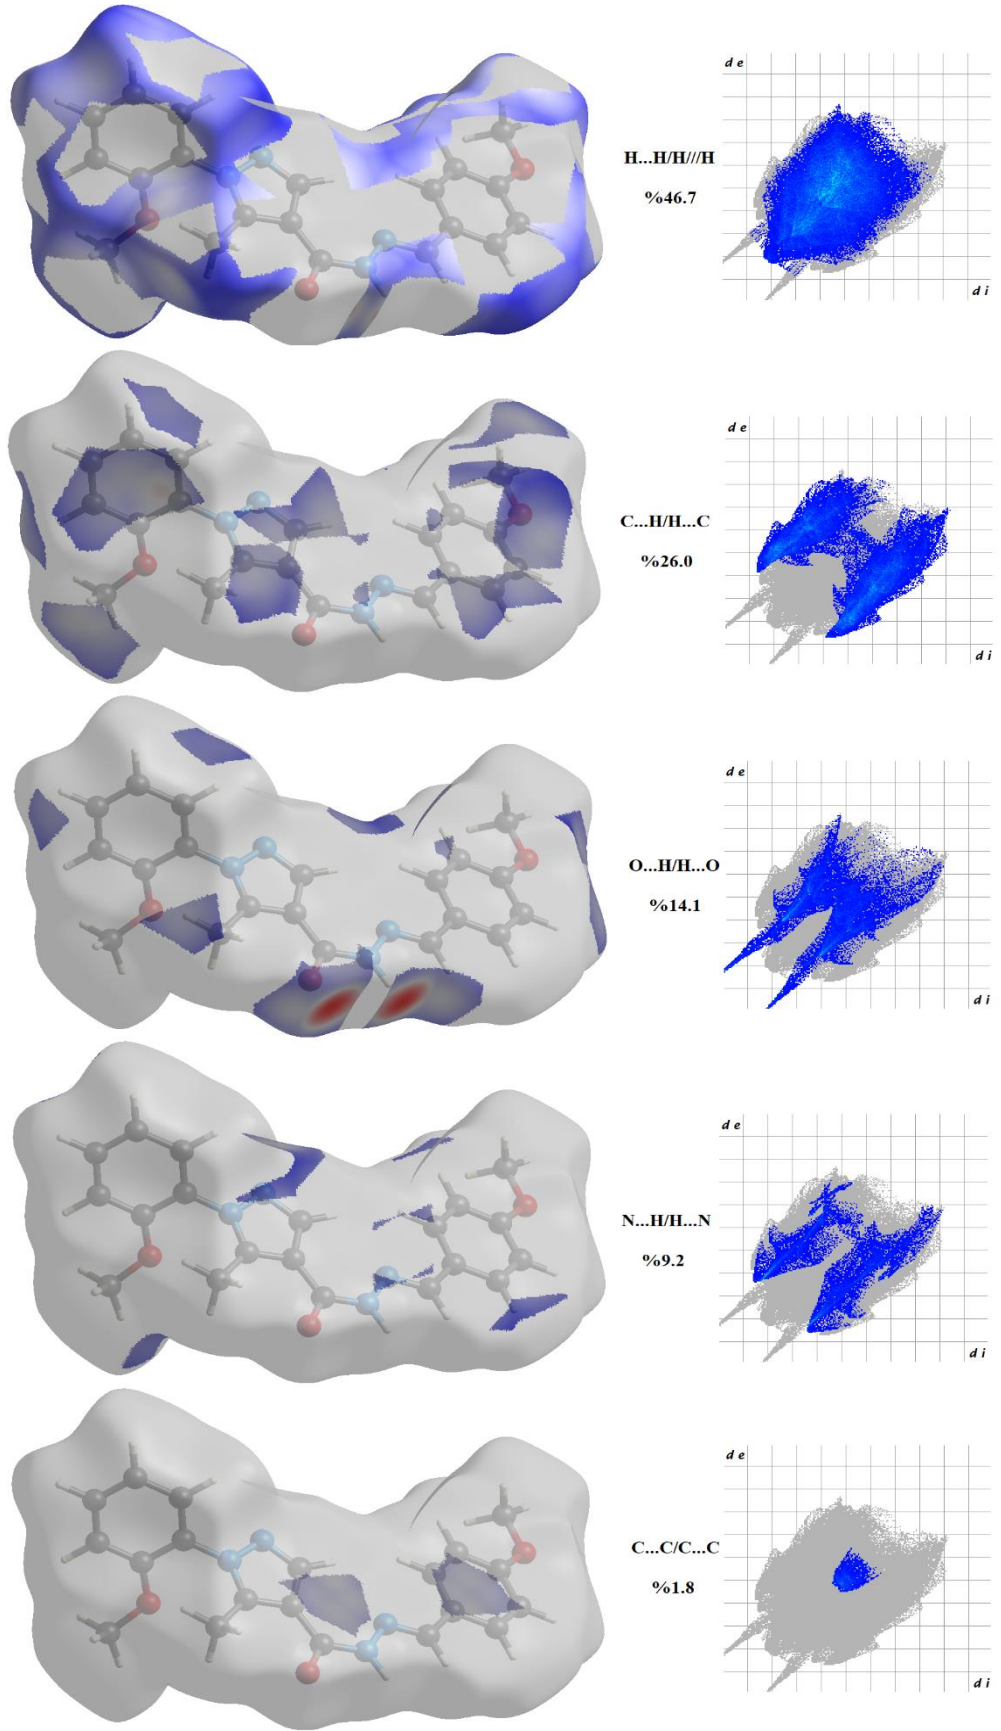 d e
H...H/H///H
%46.7
d i
d e
C...H/H...C
%26.0
d i
d e
O...H/H...O
%14.1
d i
d e
N...H/H...N
%9.2
d i
d e
C...C/C...C
%1.8
d i